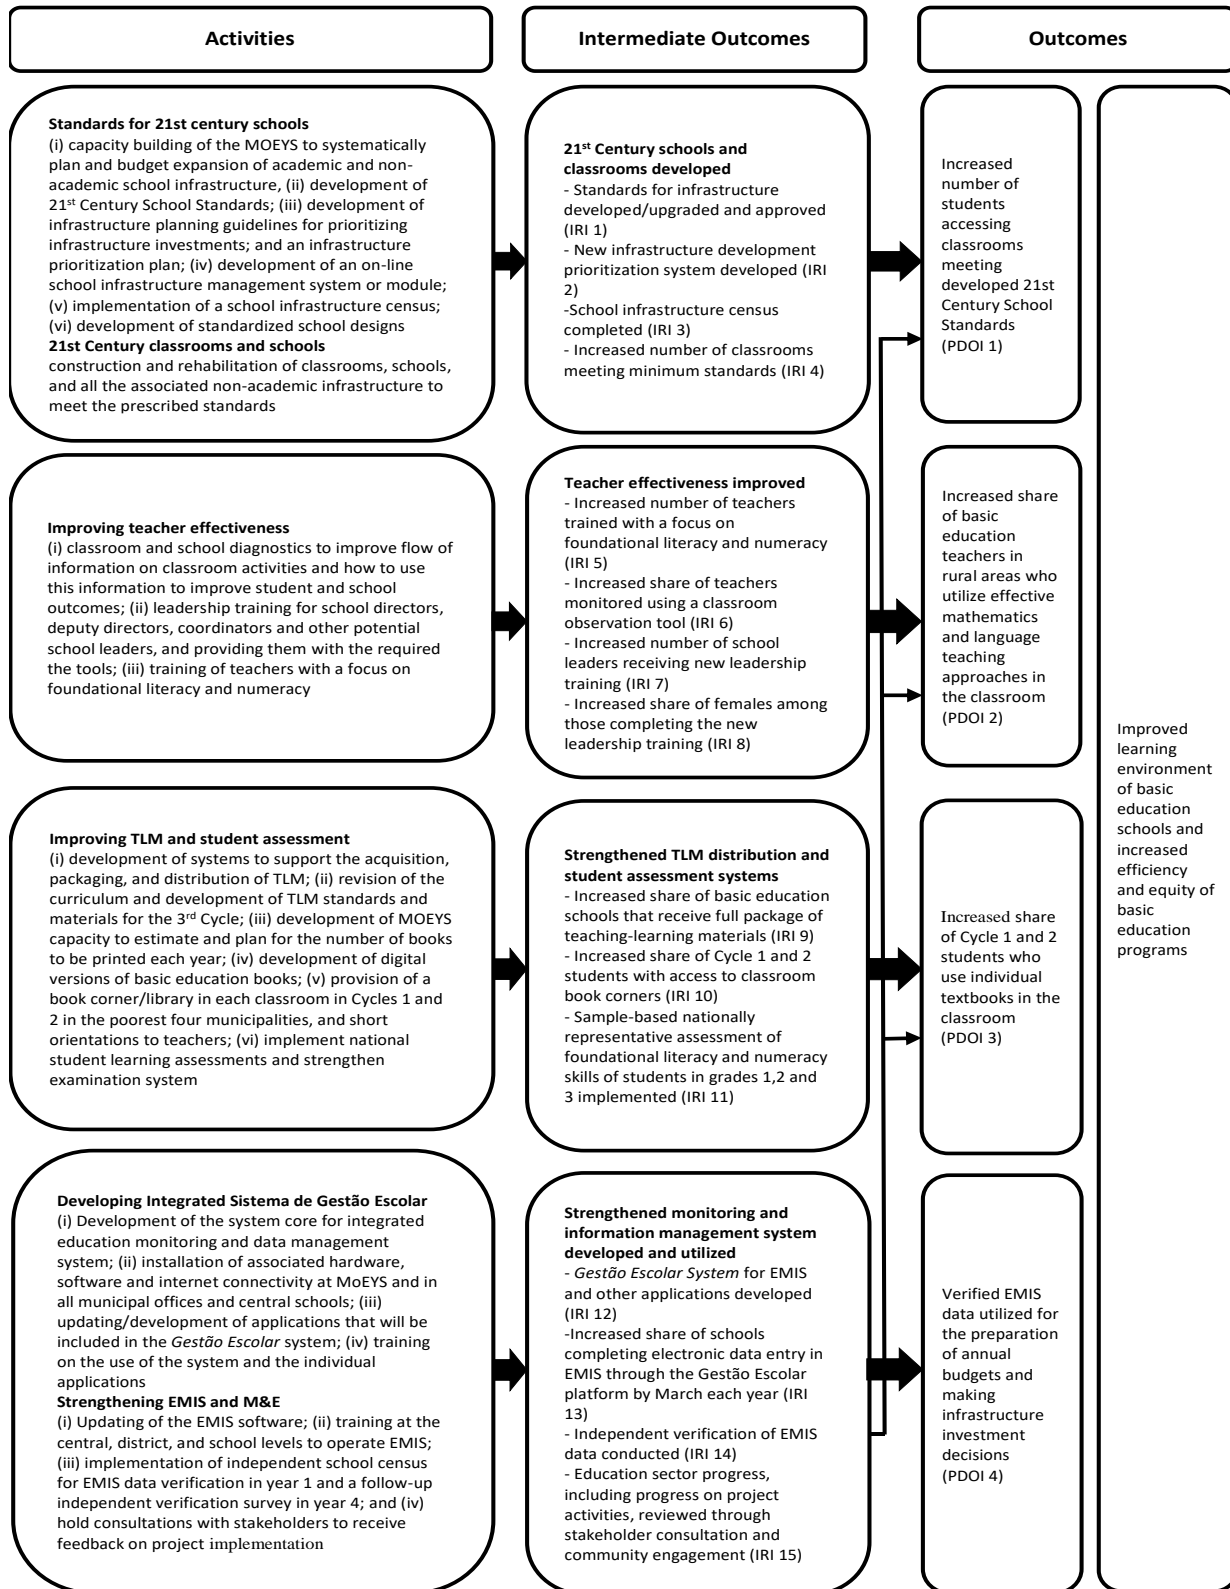 Activities
Intermediate Outcomes
Outcomes
Standards for 21st century schools
(i) capacity building of the MOEYS to systematically
plan and budget expansion of academic and non-
academic school infrastructure, (ii) development of
21st Century School Standards; (iii) development of
infrastructure planning guidelines for prioritizing
infrastructure investments; and an infrastructure
prioritization plan; (iv) development of an on-line
school infrastructure management system or module;
(v) implementation of a school infrastructure census;
(vi) development of standardized school designs
21st Century classrooms and schools
construction and rehabilitation of classrooms, schools,
and all the associated non-academic infrastructure to
meet the prescribed standards
21st Century schools and
classrooms developed
- Standards for infrastructure
developed/upgraded and approved
(IRI 1)
- New infrastructure development
prioritization system developed (IRI
2)
-School infrastructure census
completed (IRI 3)
- Increased number of classrooms
meeting minimum standards (IRI 4)
Increased
number of
students
accessing
classrooms
meeting
developed 21st
Century School
Standards
(PDOI 1)
Improving teacher effectiveness
(i) classroom and school diagnostics to improve flow of
information on classroom activities and how to use
this information to improve student and school
outcomes; (ii) leadership training for school directors,
deputy directors, coordinators and other potential
school leaders, and providing them with the required
the tools; (iii) training of teachers with a focus on
foundational literacy and numeracy
Teacher effectiveness improved
- Increased number of teachers
trained with a focus on
foundational literacy and numeracy
(IRI 5)
- Increased share of teachers
monitored using a classroom
observation tool (IRI 6)
- Increased number of school
leaders receiving new leadership
training (IRI 7)
- Increased share of females among
those completing the new
leadership training (IRI 8)
Increased share
of basic
education
teachers in
rural areas who
utilize effective
mathematics
and language
teaching
approaches in
the classroom
(PDOI 2)
Improving TLM and student assessment
(i) development of systems to support the acquisition,
packaging, and distribution of TLM; (ii) revision of the
curriculum and development of TLM standards and
materials for the 3rd Cycle; (iii) development of MOEYS
capacity to estimate and plan for the number of books
to be printed each year; (iv) development of digital
versions of basic education books; (v) provision of a
book corner/library in each classroom in Cycles 1 and
2 in the poorest four municipalities, and short
orientations to teachers; (vi) implement national
student learning assessments and strengthen
examination system
Strengthened TLM distribution and
student assessment systems
- Increased share of basic education
schools that receive full package of
teaching-learning materials (IRI 9)
- Increased share of Cycle 1 and 2
students with access to classroom
book corners (IRI 10)
- Sample-based nationally
representative assessment of
foundational literacy and numeracy
skills of students in grades 1,2 and
3 implemented (IRI 11)
Increased share
of Cycle 1 and 2
students who
use individual
textbooks in the
classroom
(PDOI 3)
Developing Integrated Sistema de Gestão Escolar
(i) Development of the system core for integrated
education monitoring and data management
system; (ii) installation of associated hardware,
software and internet connectivity at MoEYS and in
all municipal offices and central schools; (iii)
updating/development of applications that will be
included in the Gestão Escolar system; (iv) training
on the use of the system and the individual
applications
Strengthening EMIS and M&E
(i) Updating of the EMIS software; (ii) training at the
central, district, and school levels to operate EMIS;
(iii) implementation of independent school census
for EMIS data verification in year 1 and a follow-up
independent verification survey in year 4; and (iv)
hold consultations with stakeholders to receive
feedback on project implementation
Strengthened monitoring and
information management system
developed and utilized
- Gestão Escolar System for EMIS
and other applications developed
(IRI 12)
-Increased share of schools
completing electronic data entry in
EMIS through the Gestão Escolar
platform by March each year (IRI
13)
- Independent verification of EMIS
data conducted (IRI 14)
- Education sector progress,
including progress on project
activities, reviewed through
stakeholder consultation and
community engagement (IRI 15)
Verified EMIS
data utilized for
the preparation
of annual
budgets and
making
infrastructure
investment
decisions
(PDOI 4)
Improved
learning
environment
of basic
education
schools and
increased
efficiency
and equity of
basic
education
programs